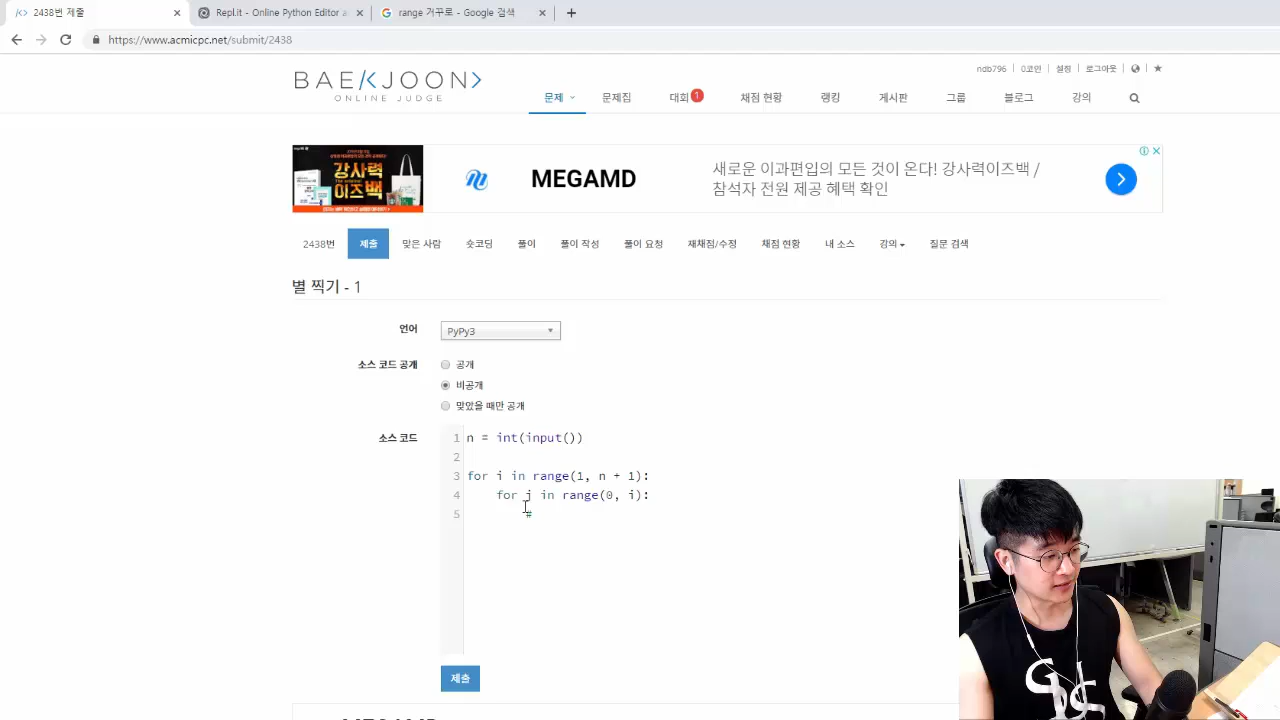 2438번 제출
Repl.it - Online Python Editor a
range 거꾸로 - Google 검색
https://www.acmicpc.net/submit/2438
BAEKJOON>
ONLINE JUDGE
ndb796 0코인 설정 로그아웃
문제 문제집 대회 1 채점 현황 랭킹 게시판 그룹 블로그 강의
강사력
이즈백
MEGAMD
새로운 이과편입의 모든 것이 온다! 강사력이즈백 /
참석자 전원 제공 혜택 확인
2438번 제출 맞은 사람 숏코딩 풀이 풀이 작성 풀이 요청 재채점/수정 채점 현황 내 소스 강의 질문 검색
별 찍기 - 1
언어 PyPy3
소스 코드 공개 공개
비공개
맞았을 때만 공개
소스 코드
1 n = int(input())
2
3 for i in range(1, n + 1):
4 for j in range(0, i):
5 #
제출